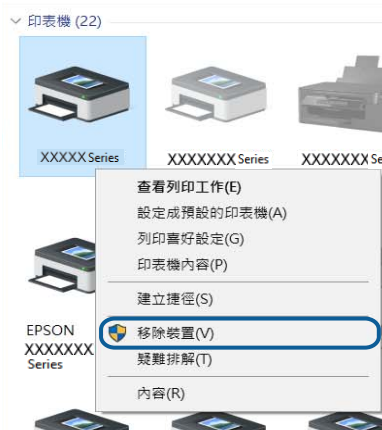 印表機 (22)
XXXXX Series
XXXXXXX Series
XXXXXXX Se
查看列印工作(E)
設定成預設的印表機(A)
列印喜好設定(G)
印表機內容(P)
建立捷徑(S)
移除裝置(V)
疑難排解(T)
內容(R)
EPSON
XXXXXXX
Series